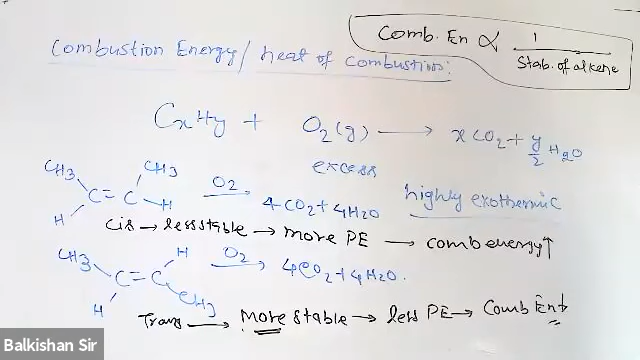 Combustion Energy/ heat of combustion:
Comb. En ∝ 1 / Stab. of alkene
CxHy + O2(g) → xCO2 + y/2 H2O
excess
highly exothermic
CH3 CH3
C = C O2 → 4CO2 + 4H2O
H H
Cis → less stable → more PE → comb energy ↑
CH3 H
C = C O2 → 4CO2 + 4H2O.
H CH3
Trans → more stable → less PE → Comb En ↓
Balkishan Sir